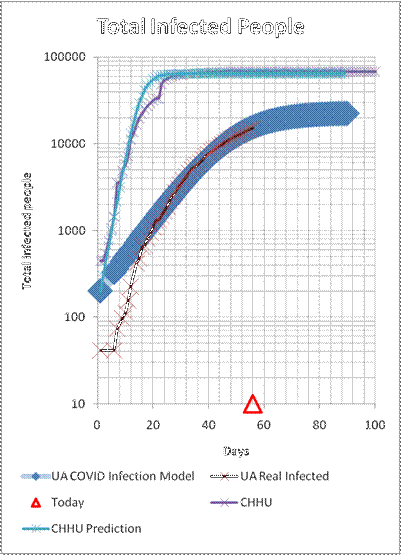 Total Infected People
100000
10000
1000
100
10
Total infected people
0 20 40 60 80 100
Days
UA COVID Infection Model
UA Real Infected
Today
CHHU
CHHU Prediction